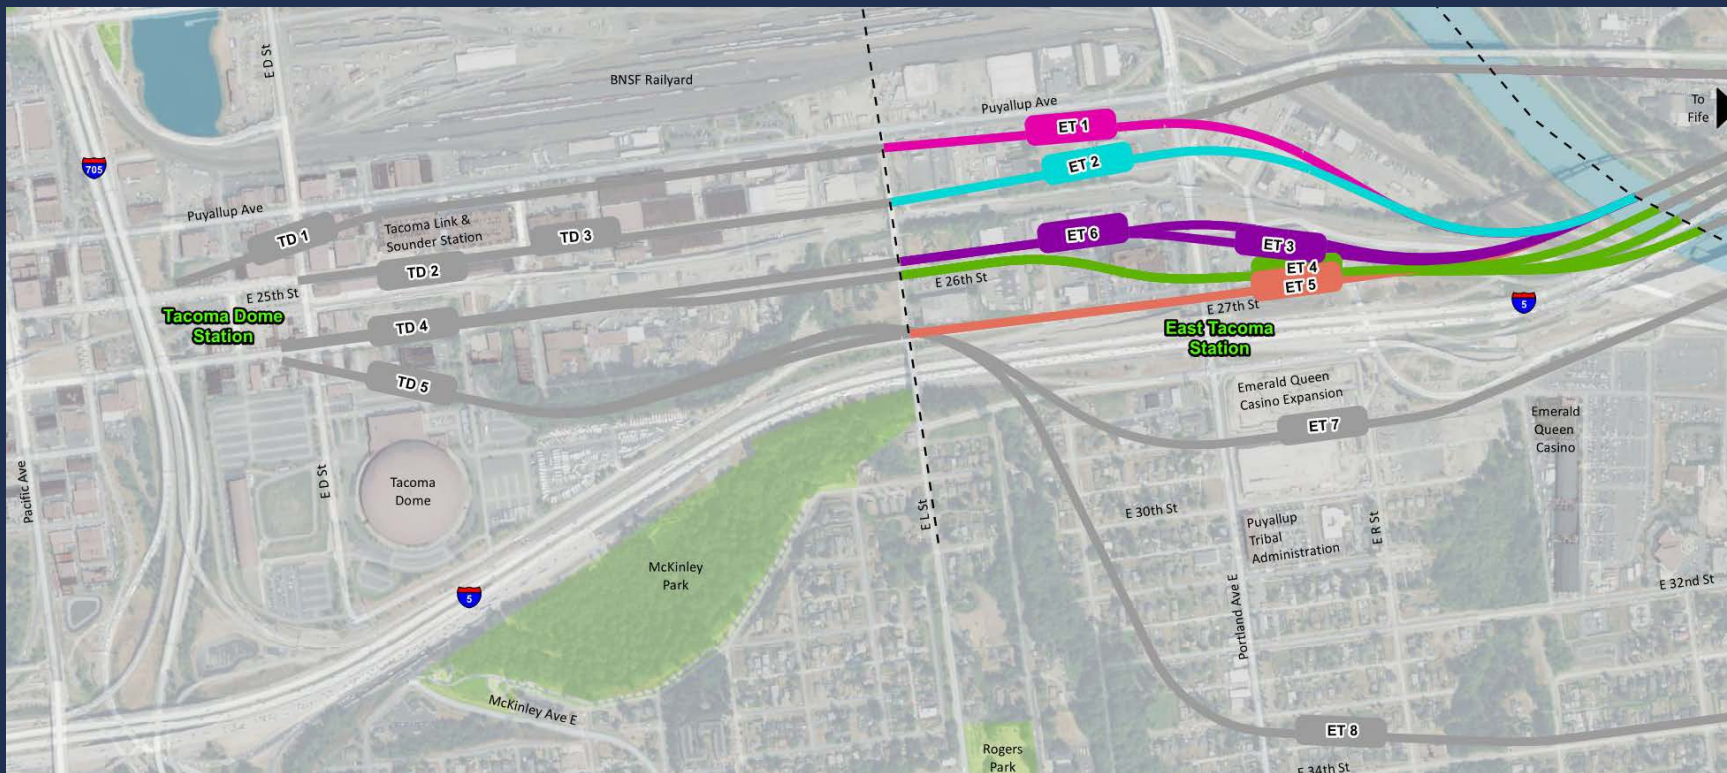 E D St
BNSF Railyard
Puyallup Ave
ET 1
To
Fife
705
ET 2
Puyallup Ave
Tacoma Link &
Sounder Station
TD 1
TD 3
TD 2
ET 6
ET 3
ET 4
ET 5
E 26th St
E 25th St
E 27th St
5
Tacoma Dome
Station
TD 4
East Tacoma
Station
TD 5
Emerald Queen
Casino Expansion
ET 7
Emerald
Queen
Casino
Pacific Ave
E D St
Tacoma
Dome
E L St
E 30th St
Puyallup
Tribal
Administration
E R St
McKinley
Park
5
E 32nd St
Portland Ave E
McKinley Ave E
ET 8
Rogers
Park
E 34th St